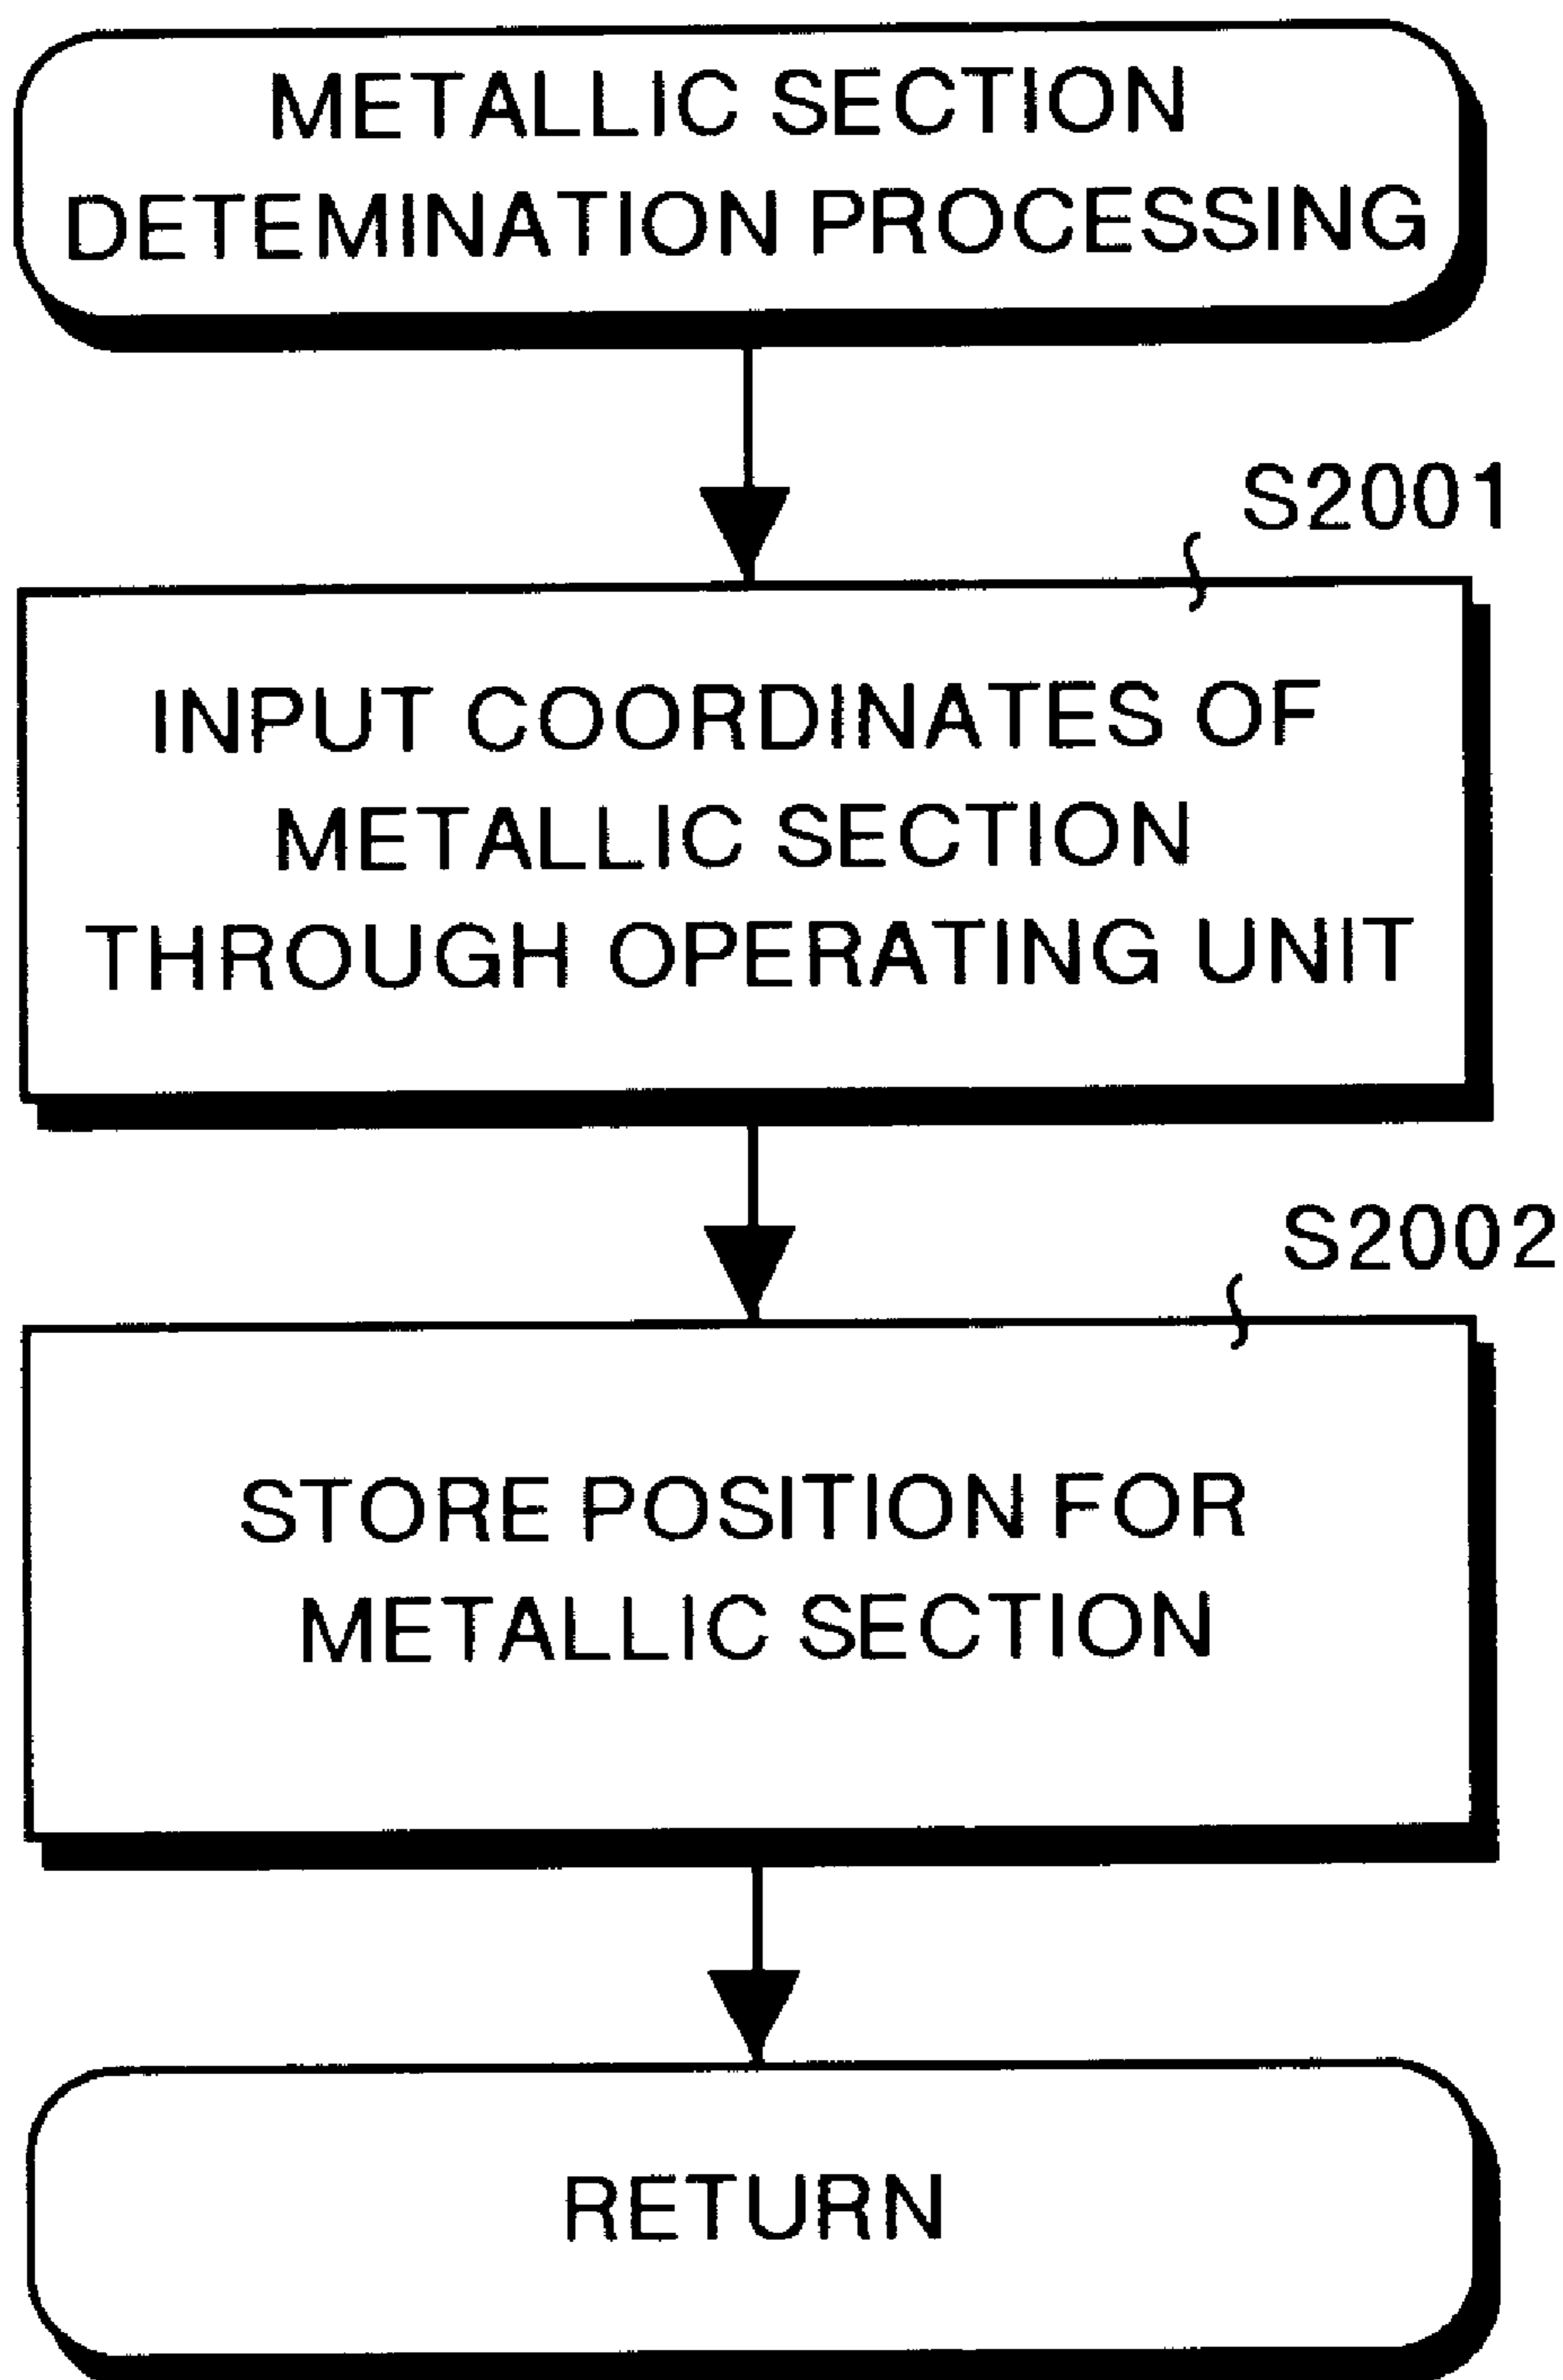 METALLIC SECTION
DETEMINATION PROCESSING
S2001
INPUT COORDINATES OF
METALLIC SECTION
THROUGH OPERATING UNIT
S2002
STORE POSITION FOR
METALLIC SECTION
RETURN